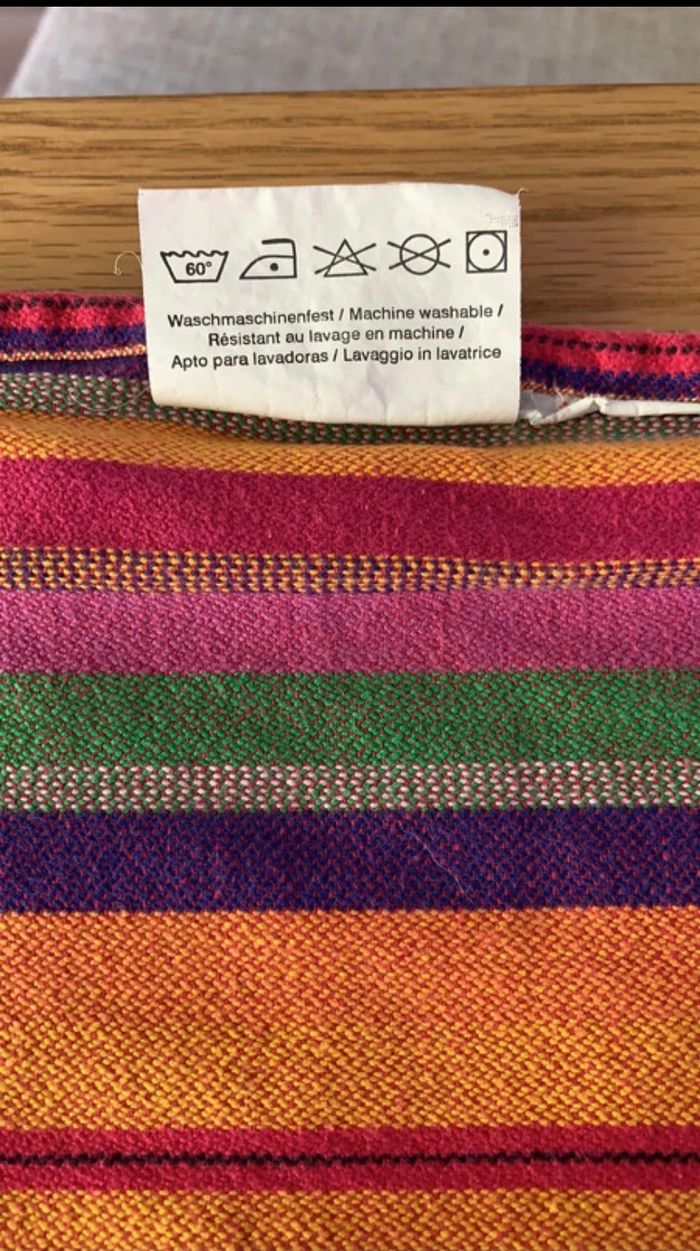 60°
Waschmaschinenfest / Machine washable /
Résistant au lavage en machine /
Apto para lavadoras / Lavaggio in lavatrice